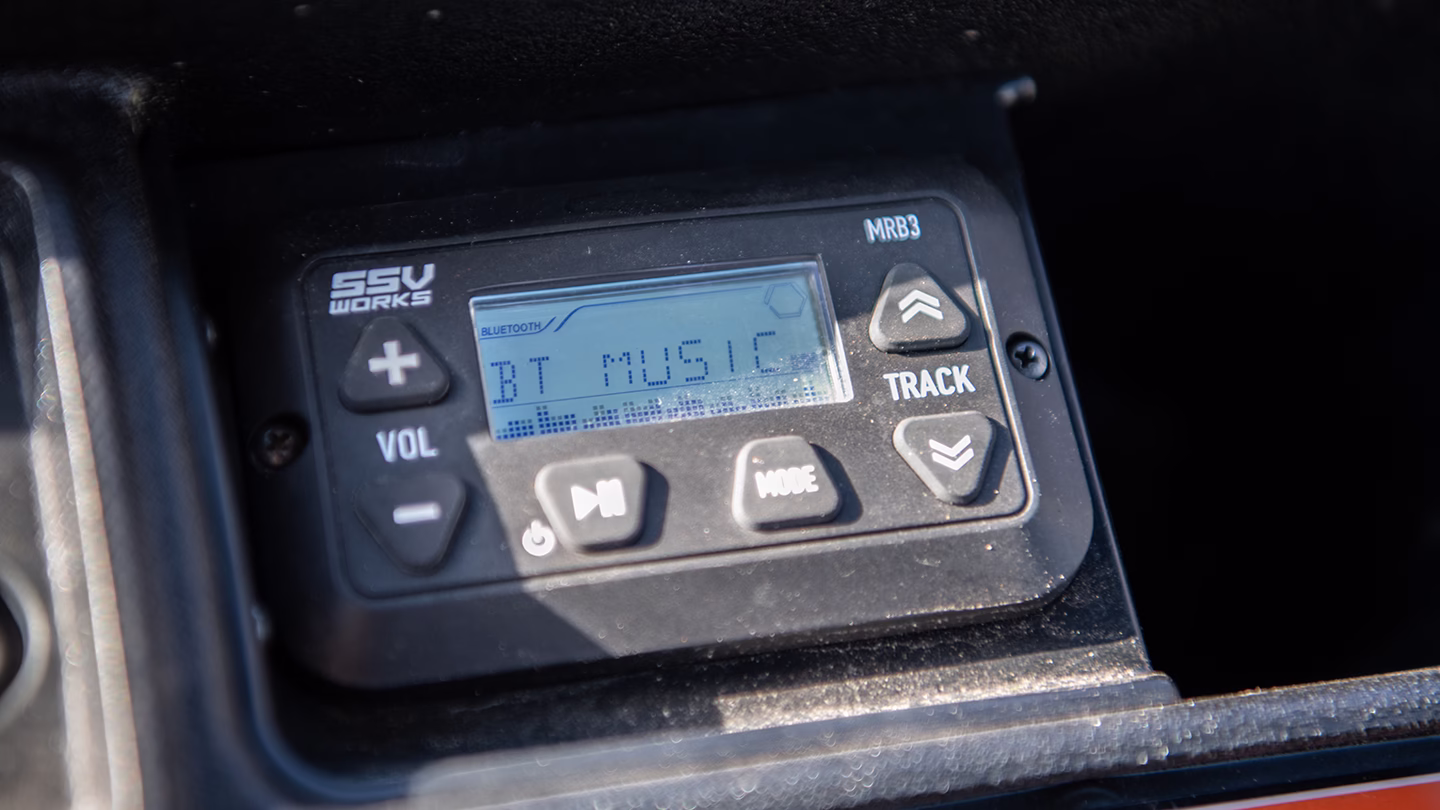 SSV
WORKS
MRB3
BLUETOOTH
BT MUSIC
VOL
TRACK
MODE